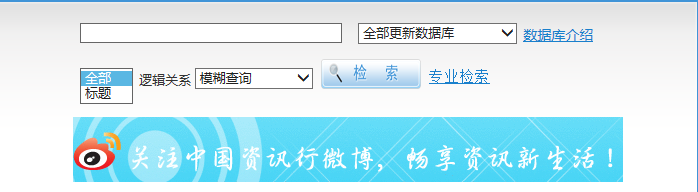 全部更新数据库 数据库介绍
全部 逻辑关系 模糊查询 检 索 专业检索
标题
关注中国资讯行微博，畅享资讯新生活！